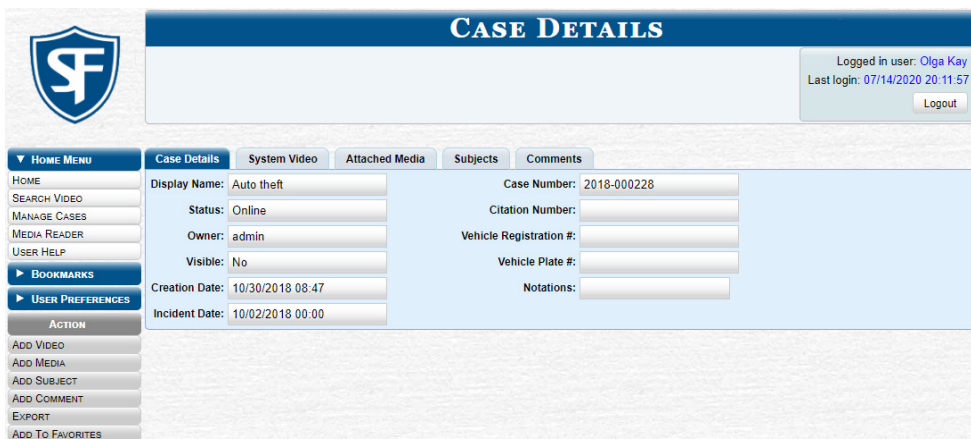 CASE DETAILS
SF
Logged in user: Olga Kay
Last login: 07/14/2020 20:11:57
Logout
▼ HOME MENU
HOME
SEARCH VIDEO
MANAGE CASES
MEDIA READER
USER HELP
► BOOKMARKS
► USER PREFERENCES
ACTION
ADD VIDEO
ADD MEDIA
ADD SUBJECT
ADD COMMENT
EXPORT
ADD TO FAVORITES
Case Details System Video Attached Media Subjects Comments
Display Name: Auto theft
Status: Online
Owner: admin
Visible: No
Creation Date: 10/30/2018 08:47
Incident Date: 10/02/2018 00:00
Case Number: 2018-000228
Citation Number:
Vehicle Registration #:
Vehicle Plate #:
Notations: